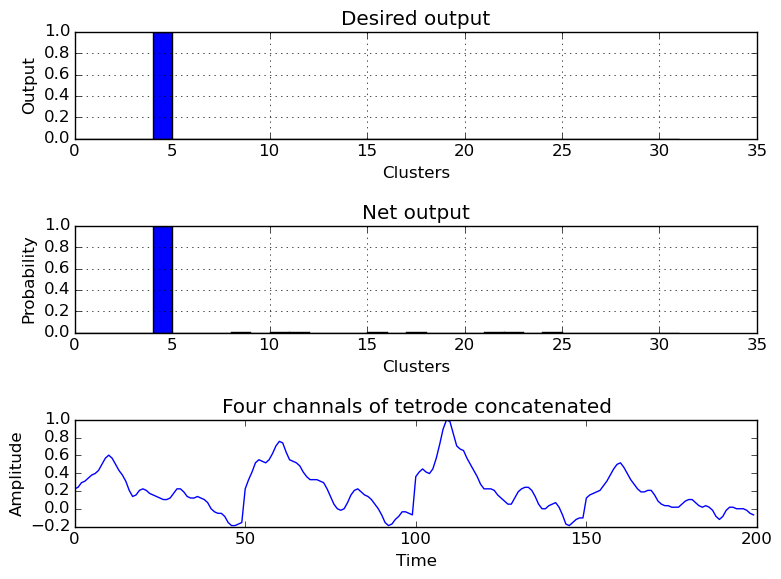 Desired output
1.0
0.8
0.6
0.4
0.2
0.0
Output
0 5 10 15 20 25 30 35
Clusters
Net output
1.0
0.8
0.6
0.4
0.2
0.0
Probability
0 5 10 15 20 25 30 35
Clusters
Four channals of tetrode concatenated
1.0
0.8
0.6
0.4
0.2
0.0
−0.2
Amplitude
0 50 100 150 200
Time